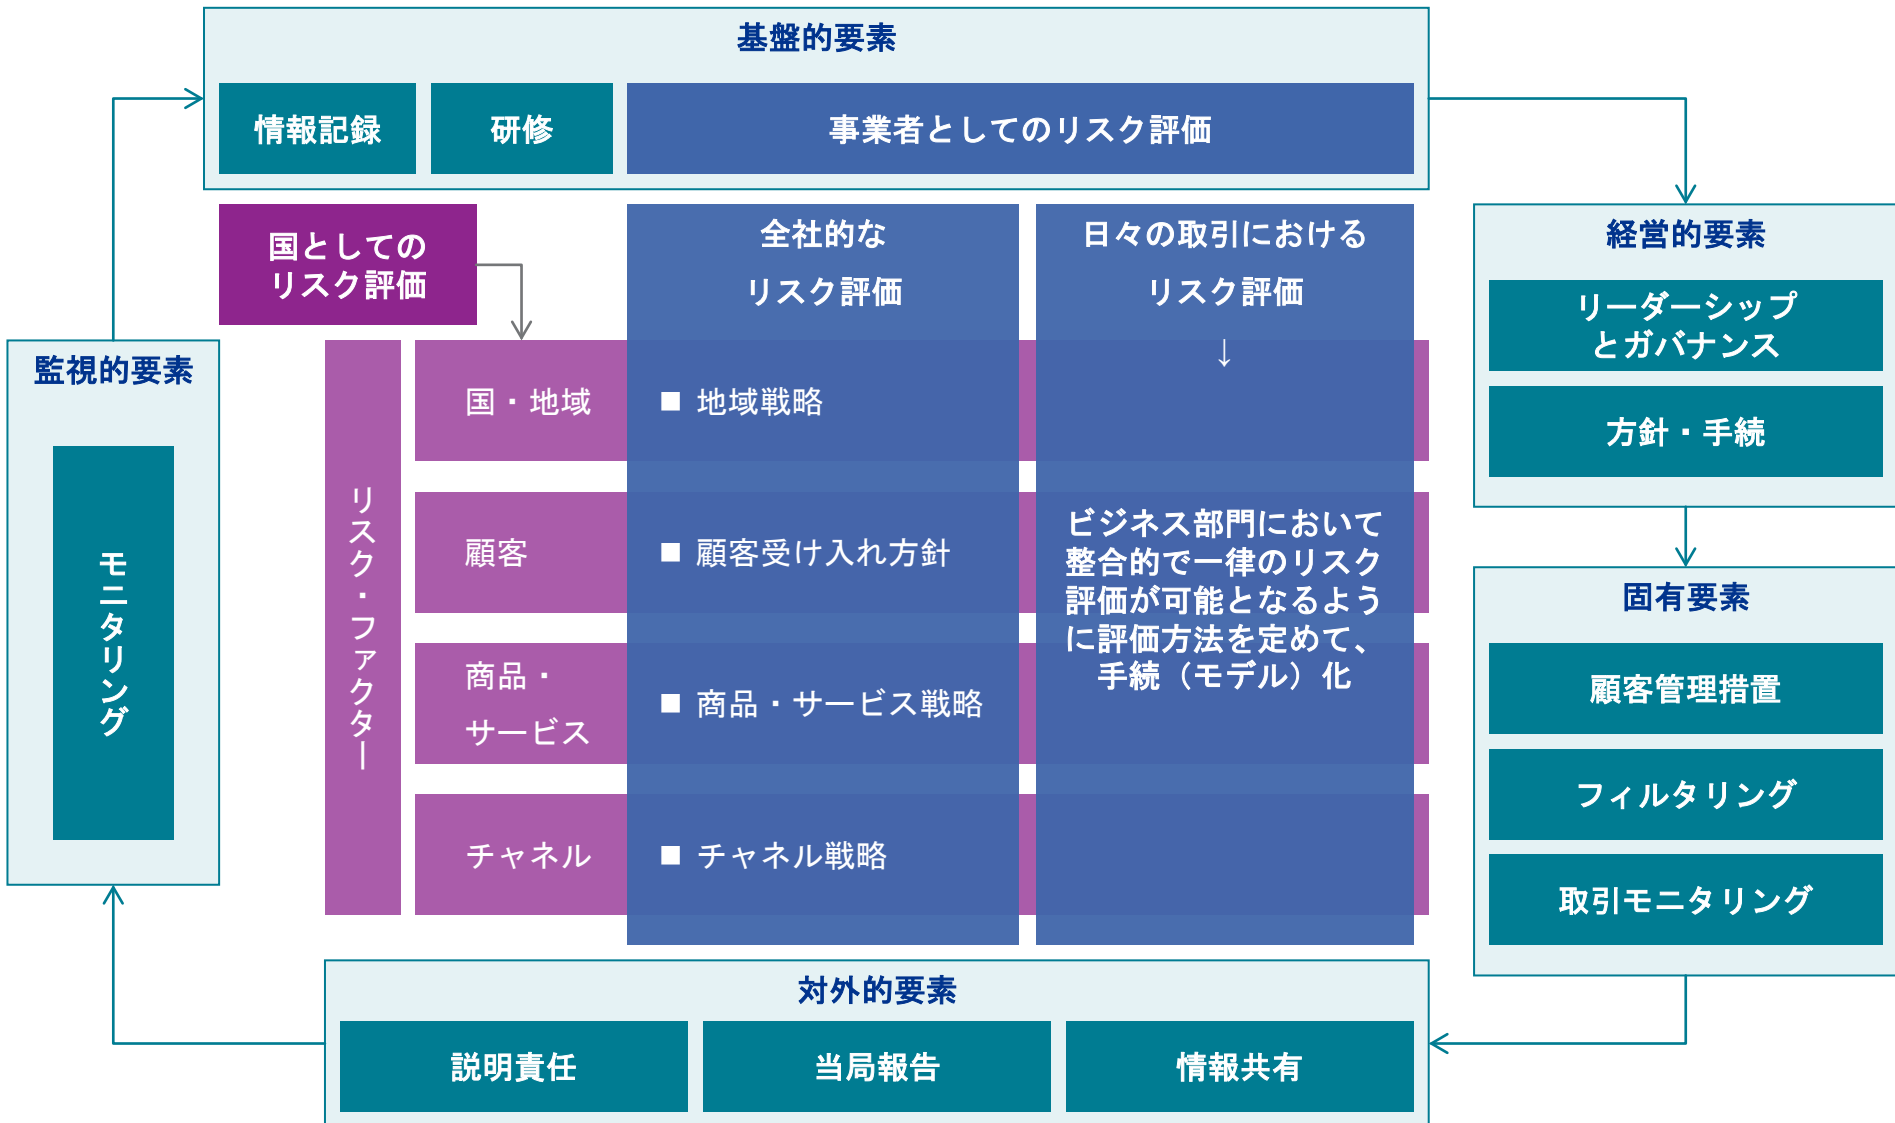 基盤的要素
情報記録
研修
事業者としてのリスク評価
国としての
リスク評価
全社的な
リスク評価
日々の取引における
リスク評価
↓
経営的要素
リーダーシップ
とガバナンス
方針・手続
監視的要素
モニタリング
リスク・ファクター
国・地域
■ 地域戦略
顧客
■ 顧客受け入れ方針
商品・
サービス
■ 商品・サービス戦略
チャネル
■ チャネル戦略
ビジネス部門において
整合的で一律のリスク
評価が可能となるよう
に評価方法を定めて、
手続（モデル）化
固有要素
顧客管理措置
フィルタリング
取引モニタリング
対外的要素
説明責任
当局報告
情報共有